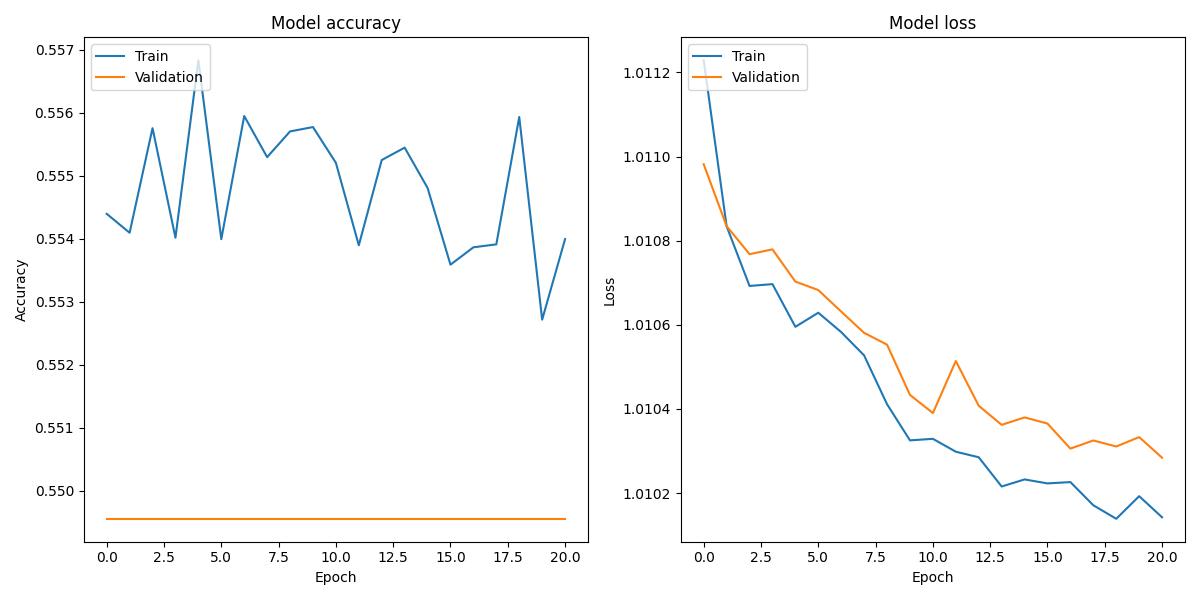 Model accuracy
Train
Validation
0.557
0.556
0.555
0.554
0.553
0.552
0.551
0.550
Accuracy
0.0 2.5 5.0 7.5 10.0 12.5 15.0 17.5 20.0
Epoch
Model loss
Train
Validation
1.0112
1.0110
1.0108
1.0106
1.0104
1.0102
Loss
0.0 2.5 5.0 7.5 10.0 12.5 15.0 17.5 20.0
Epoch